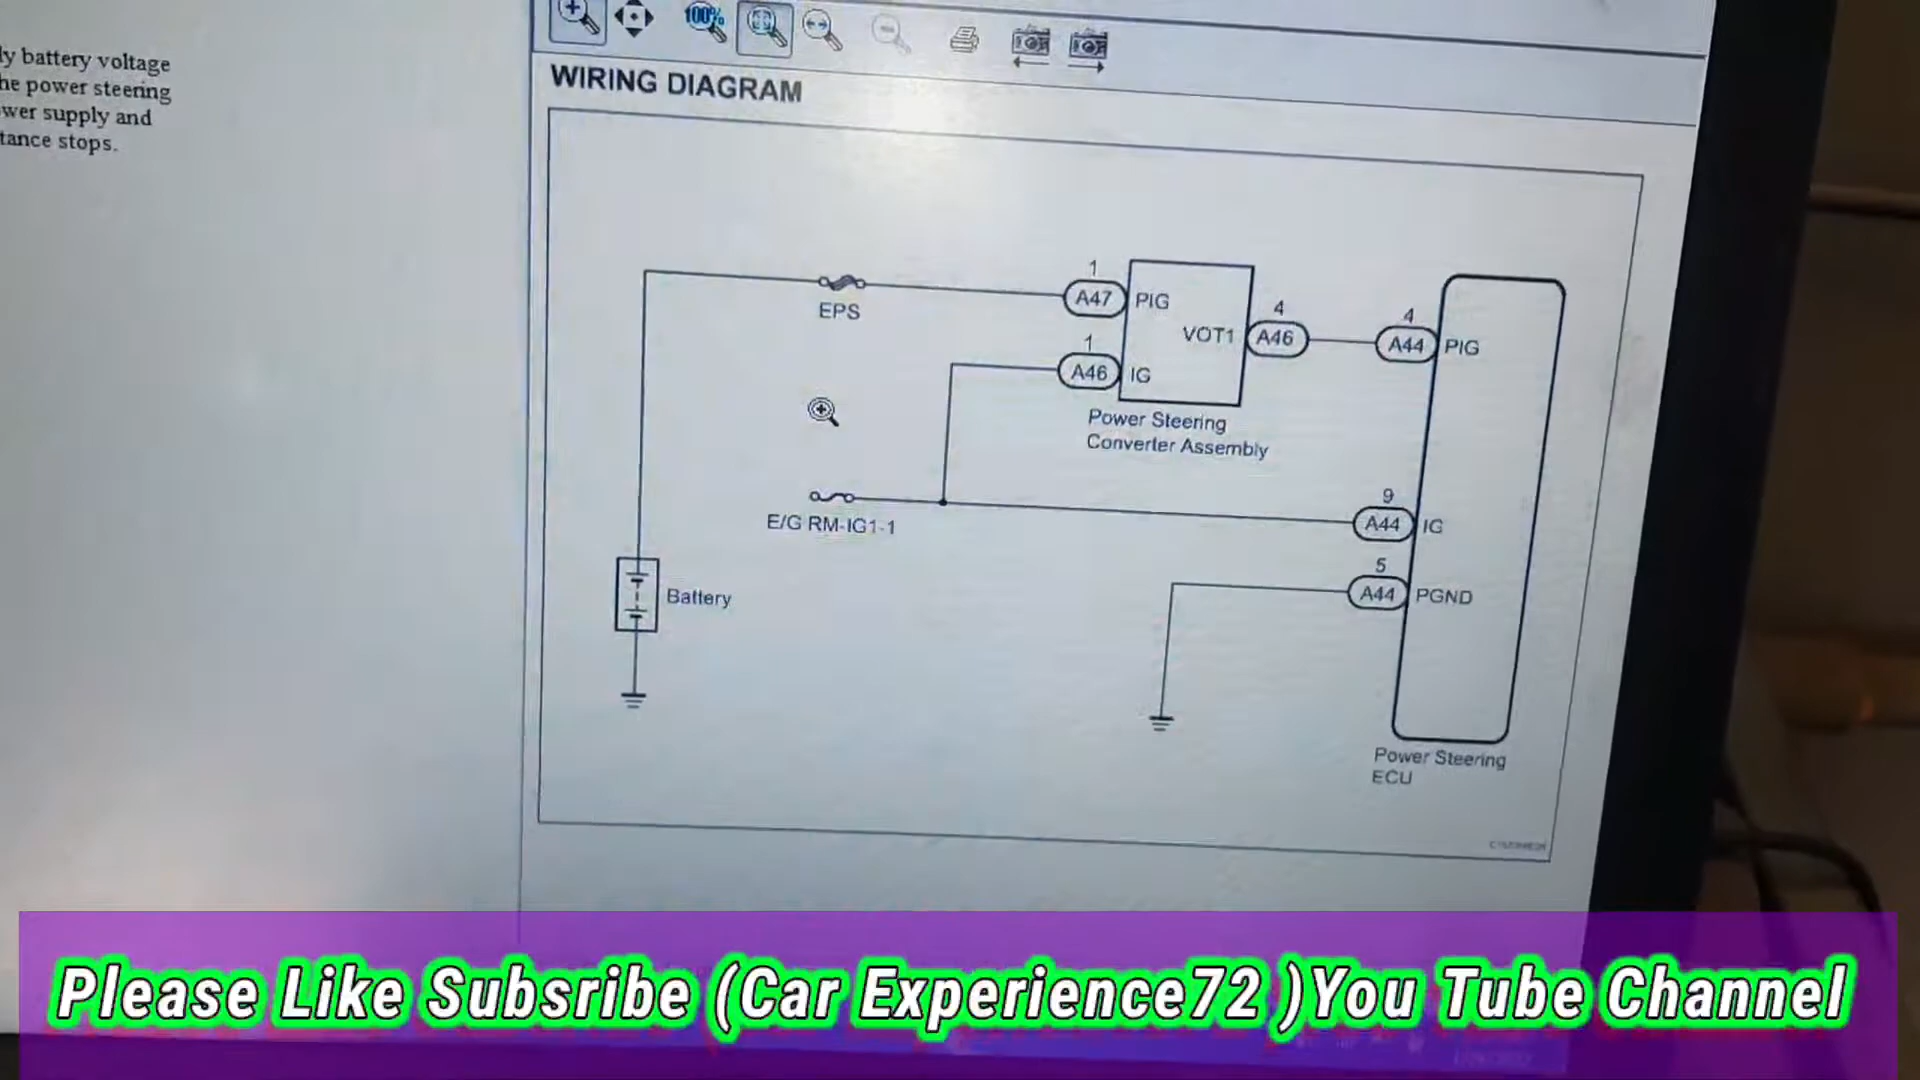 ly battery voltage
he power steering
wer supply and
tance stops.
100%
WIRING DIAGRAM
EPS
1
A47 PIG
1
A46 IG
VOT1
4
A46
4
A44 PIG
Power Steering
Converter Assembly
E/G RM-IG1-1
9
A44 IG
5
A44 PGND
Battery
Power Steering
ECU
Please Like Subsribe (Car Experience72 )You Tube Channel